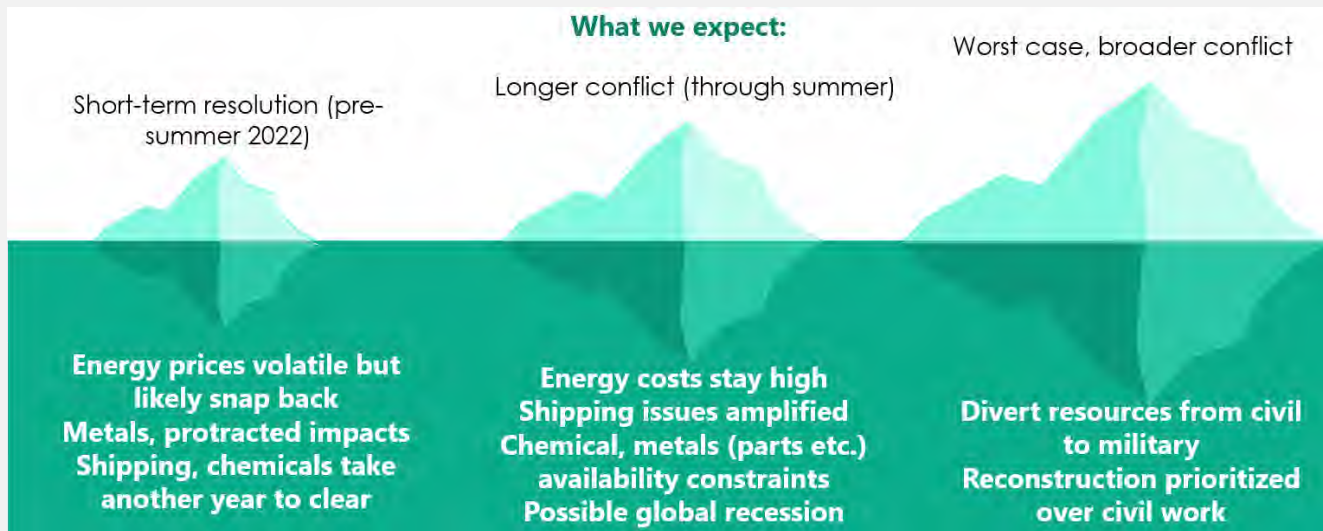 What we expect:
Short-term resolution (pre-
summer 2022)
Longer conflict (through summer)
Worst case, broader conflict
Energy prices volatile but
likely snap back
Metals, protracted impacts
Shipping, chemicals take
another year to clear
Energy costs stay high
Shipping issues amplified
Chemical, metals (parts etc.)
availability constraints
Possible global recession
Divert resources from civil
to military
Reconstruction prioritized
over civil work